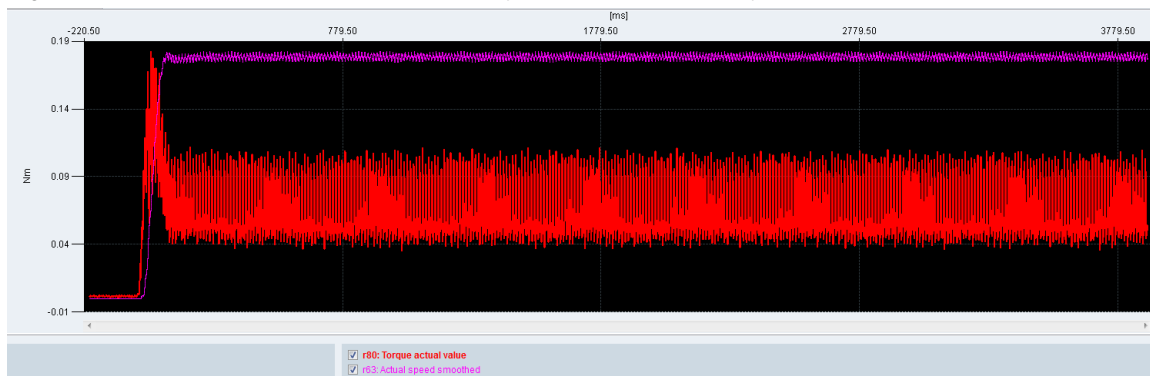 [ms]
-220.50 779.50 1779.50 2779.50 3779.50
0.19
0.14
0.09
Nm
0.04
-0.01
r80: Torque actual value
r63: Actual speed smoothed